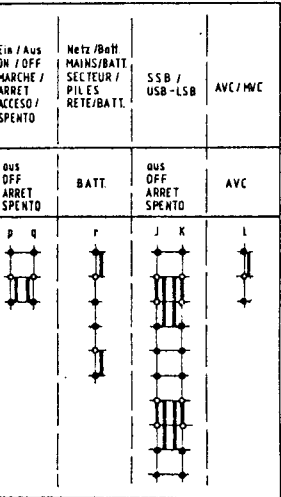 Ein / Aus
ON / OFF
MARCHE /
ARRET
ACCESO /
SPENTO
Netz /Batt
MAINS/BATT.
SECTEUR /
PILES
RETE/BATT.
SSB /
USB-LSB
AVC / MVC
aus
OFF
ARRET
SPENTO
BATT.
aus
OFF
ARRET
SPENTO
AVC
p q
r
J K
L